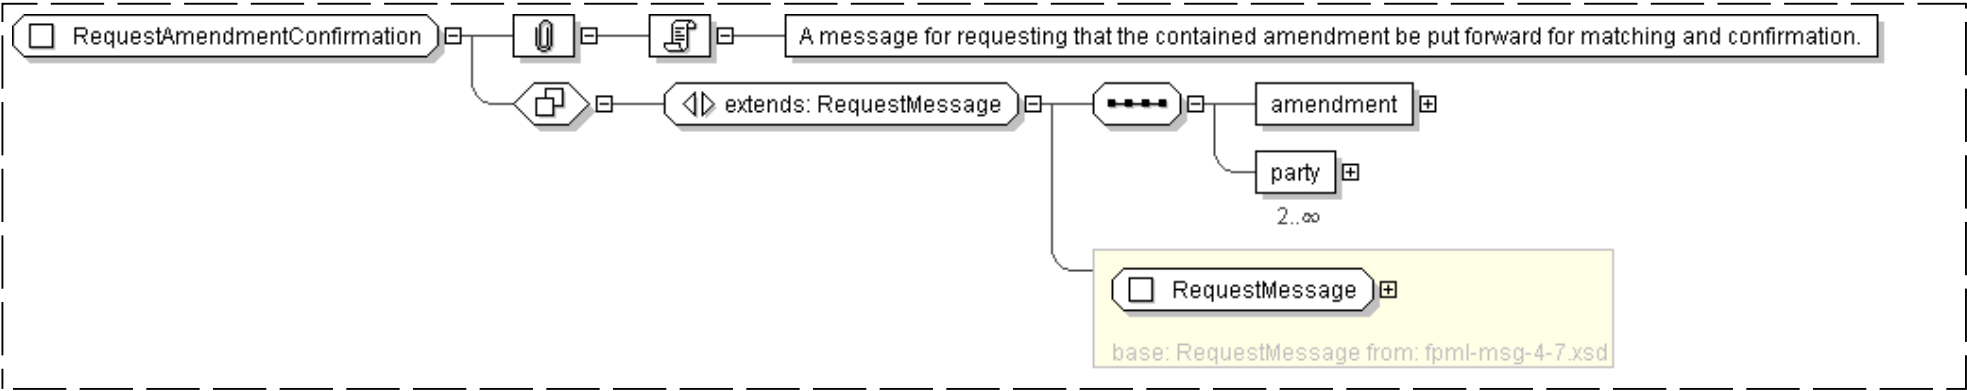 RequestAmendmentConfirmation
A message for requesting that the contained amendment be put forward for matching and confirmation.
extends: RequestMessage
amendment
party
2..∞
RequestMessage
base: RequestMessage from: fpml-msg-4-7.xsd